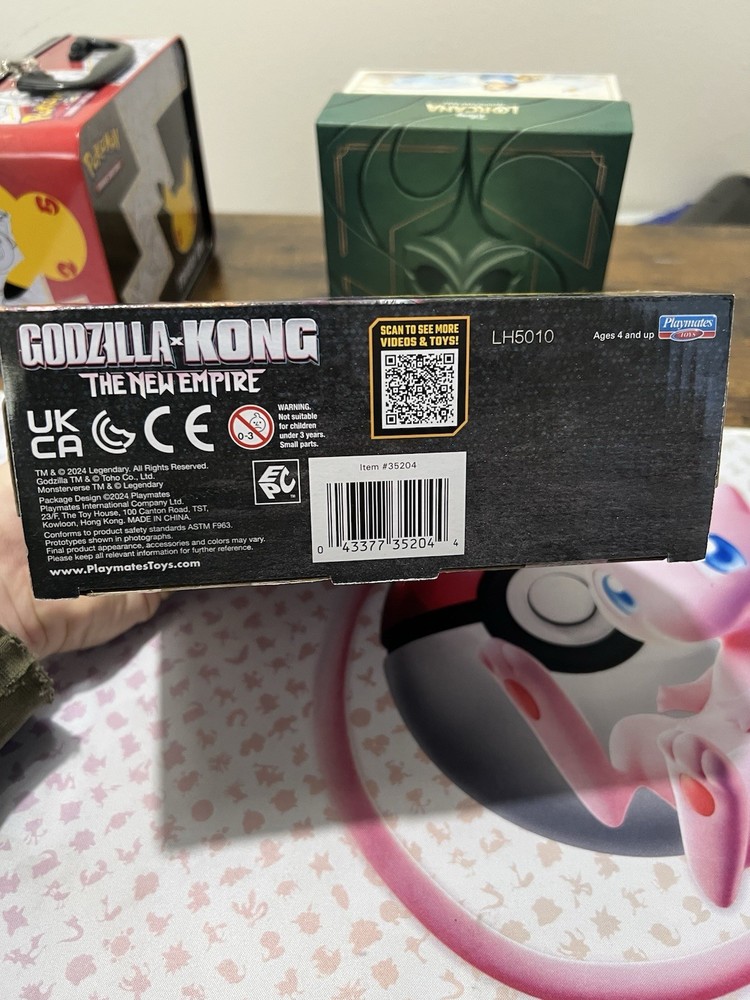 Pokémon
5
LORCANA
GODZILLA x KONG
THE NEW EMPIRE
SCAN TO SEE MORE
VIDEOS & TOYS!
LH5010
Ages 4 and up
Playmates
TOYS
UK
CA
CE
0-3
WARNING.
Not suitable
for children
under 3 years.
Small parts.
TM & © 2024 Legendary. All Rights Reserved.
Godzilla TM & © Toho Co., Ltd.
Monsterverse TM & © Legendary
Package Design ©2024 Playmates
Playmates International Company Ltd.
23/F, The Toy House, 100 Canton Road, TST,
Kowloon, Hong Kong. MADE IN CHINA.
Conforms to product safety standards ASTM F963.
Prototypes shown in photographs.
Final product appearance, accessories and colors may vary.
Please keep all relevant information for further reference.
www.PlaymatesToys.com
EPC™
Item #35204
0 43377 35204 4